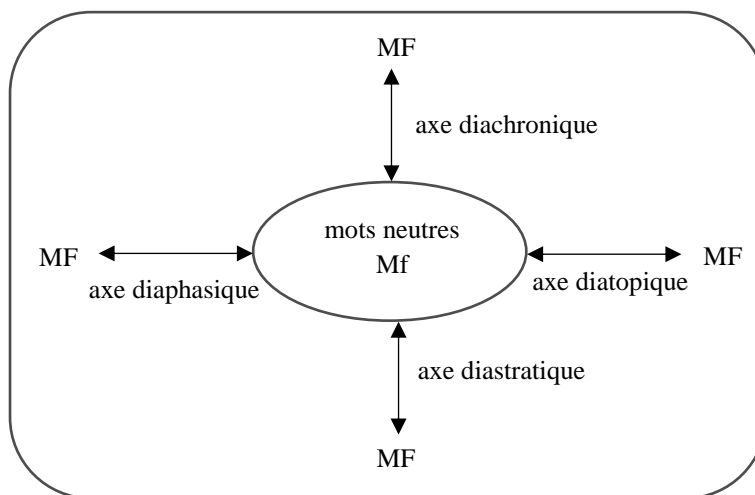 MF
axe diachronique
mots neutres
Mf
MF
axe diaphasique
MF
axe diatopique
axe diastratique
MF